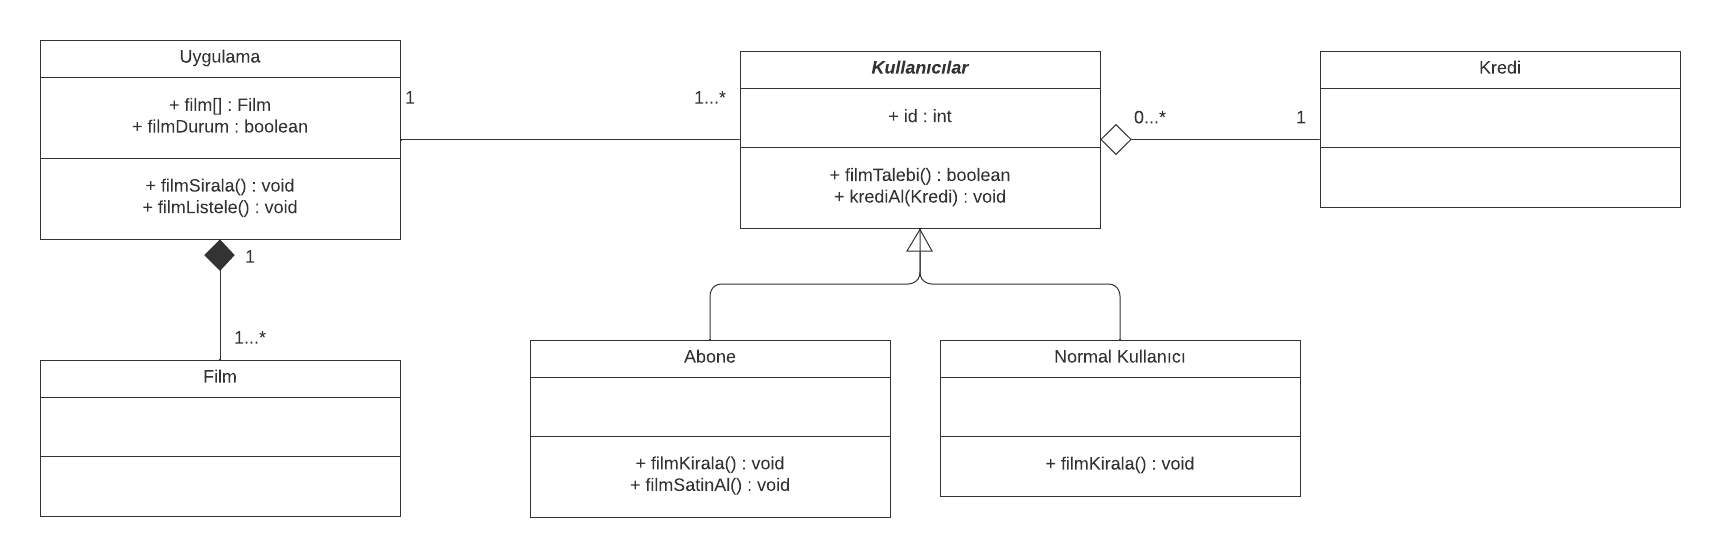 Uygulama
+ film[] : Film
+ filmDurum : boolean
+ filmSirala() : void
+ filmListele() : void
1
1...*
Kullanıcılar
+ id : int
+ filmTalebi() : boolean
+ krediAl(Kredi) : void
0...*
1
Kredi
1
1...*
Film
Abone
+ filmKirala() : void
+ filmSatinAl() : void
Normal Kullanıcı
+ filmKirala() : void